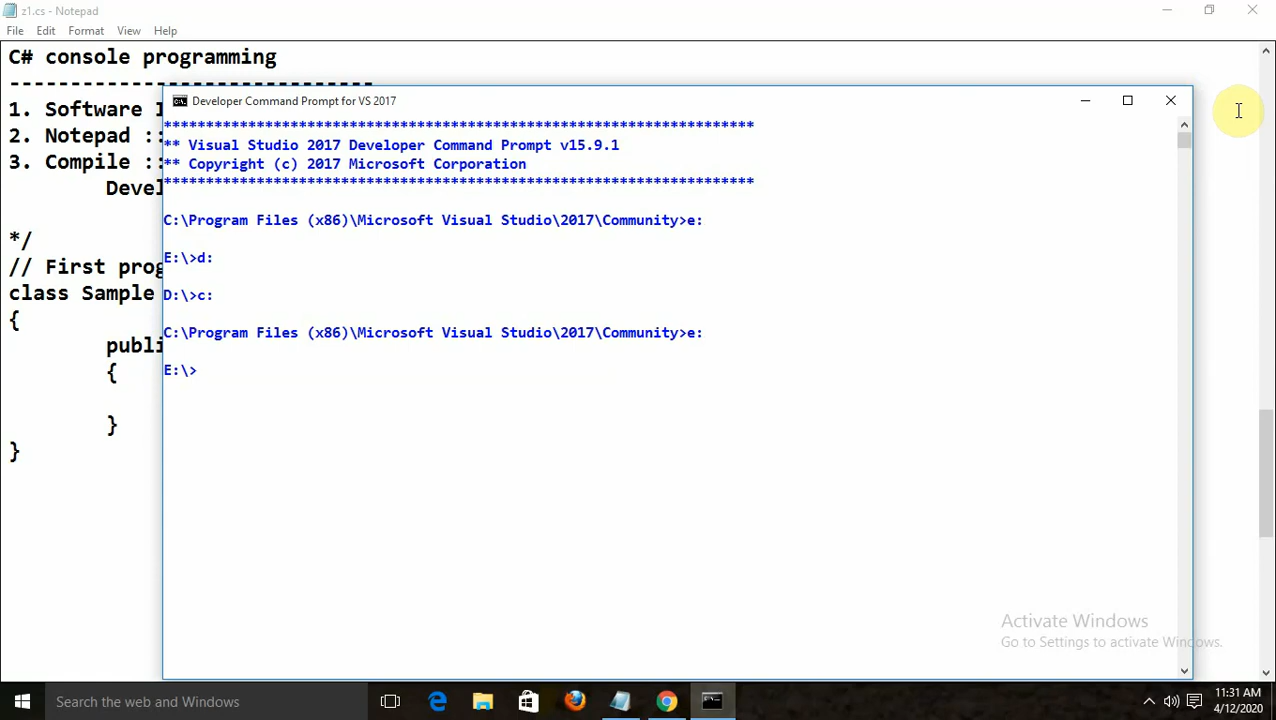 z1.cs - Notepad
File Edit Format View Help
C# console programming
------------------------------
1. Software
2. Notepad ::
3. Compile ::
*/
// First
class Sample
{
{
}
}
Developer Command Prompt for VS 2017
**********************************************************************
** Visual Studio 2017 Developer Command Prompt v15.9.1
** Copyright (c) 2017 Microsoft Corporation
**********************************************************************
C:\Program Files (x86)\Microsoft Visual Studio\2017\Community>e:
E:\>d:
D:\>c:
C:\Program Files (x86)\Microsoft Visual Studio\2017\Community>e:
E:\>
Activate Windows
Go to Settings to activate Windows.
Search the web and Windows
11:31 AM
4/12/2020